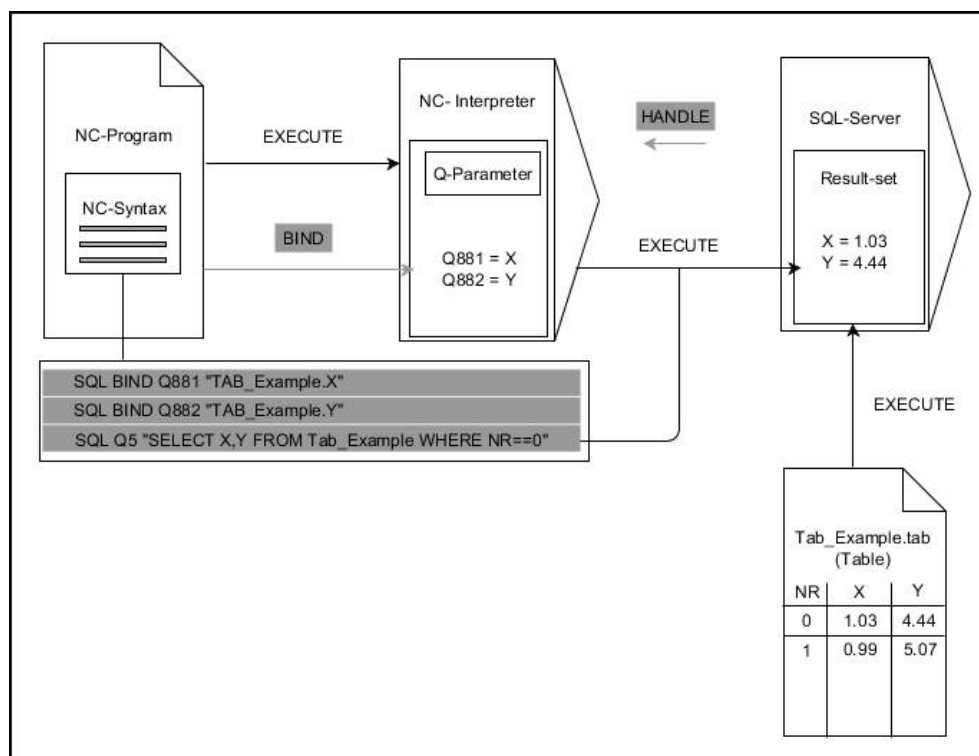 NC-Program
NC-Syntax
EXECUTE
BIND
NC- Interpreter
Q-Parameter
Q881 = X
Q882 = Y
HANDLE
EXECUTE
SQL-Server
Result-set
X = 1.03
Y = 4.44
SQL BIND Q881 "TAB_Example.X"
SQL BIND Q882 "TAB_Example.Y"
SQL Q5 "SELECT X,Y FROM Tab_Example WHERE NR==0"
EXECUTE
Tab_Example.tab
(Table)
NR X Y
0 1.03 4.44
1 0.99 5.07